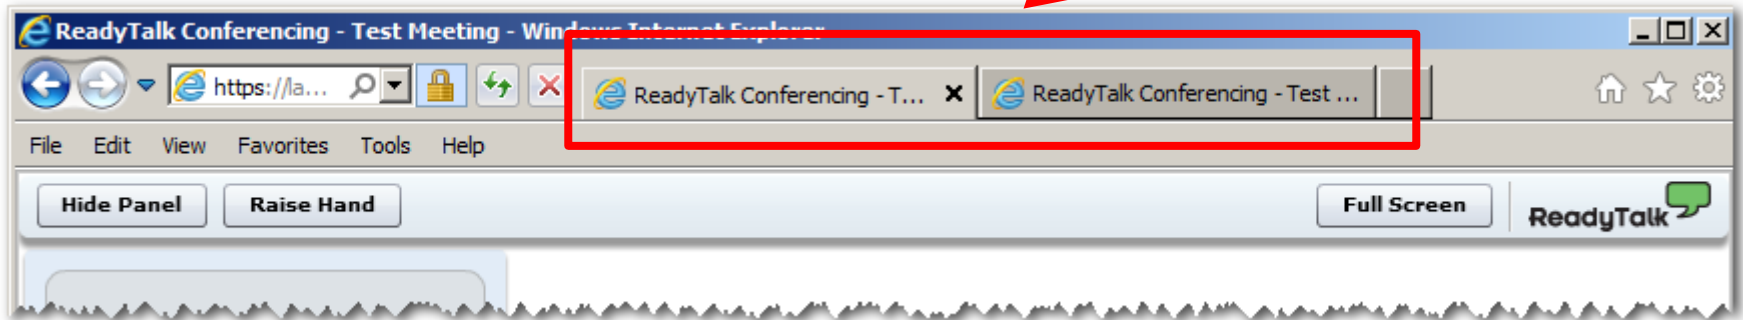 ReadyTalk Conferencing - Test Meeting - Windows Internet Explorer
https://la...
ReadyTalk Conferencing - T...
ReadyTalk Conferencing - Test ...
File Edit View Favorites Tools Help
Hide Panel
Raise Hand
Full Screen
ReadyTalk